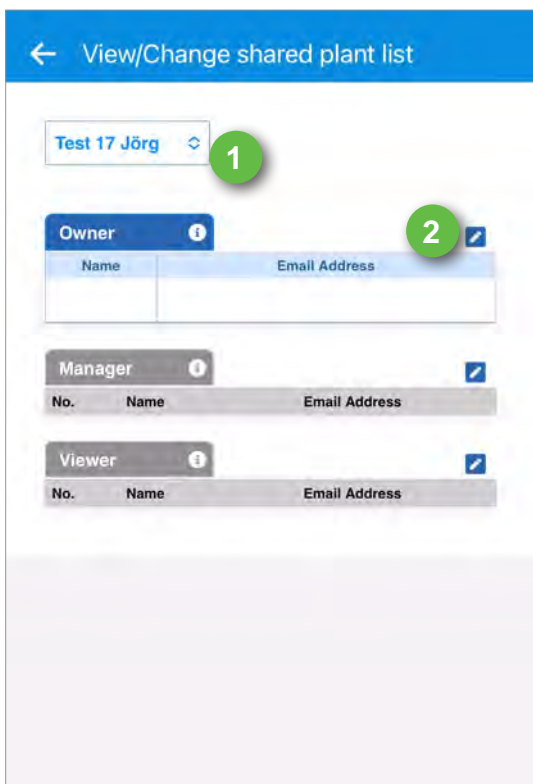 View/Change shared plant list
Test 17 Jörg
1
2
Owner
Name Email Address
Manager
No. Name Email Address
Viewer
No. Name Email Address